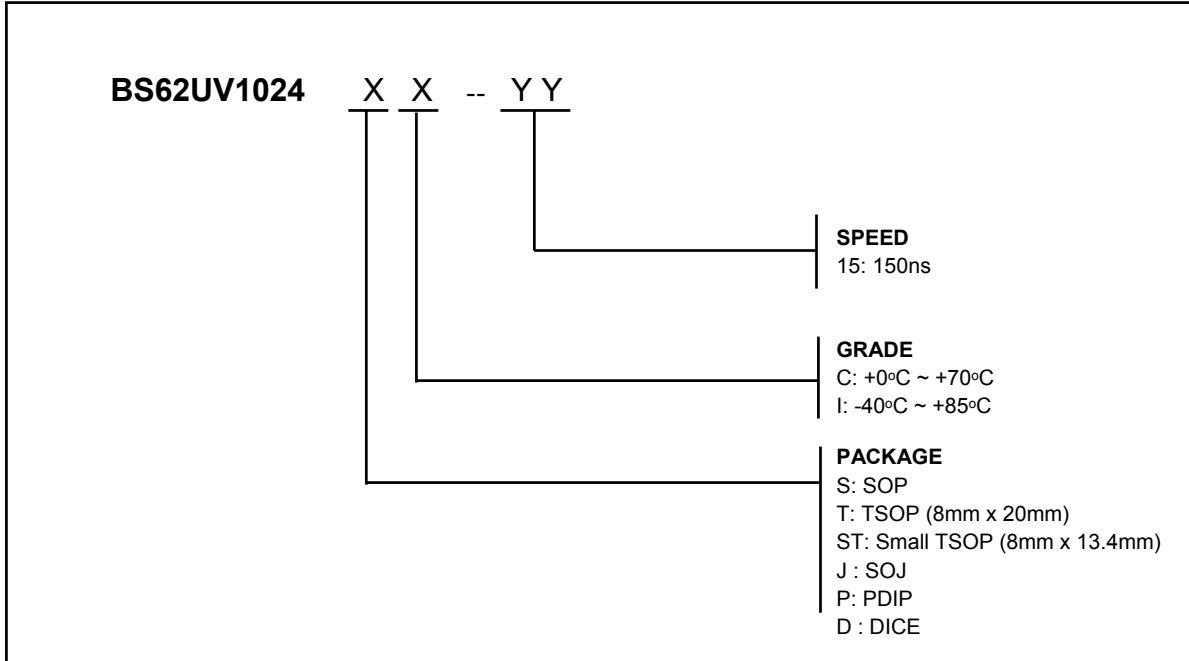 BS62UV1024 X X -- Y Y
SPEED
15: 150ns
GRADE
C: +0oC ~ +70oC
I: -40oC ~ +85oC
PACKAGE
S: SOP
T: TSOP (8mm x 20mm)
ST: Small TSOP (8mm x 13.4mm)
J : SOJ
P: PDIP
D : DICE